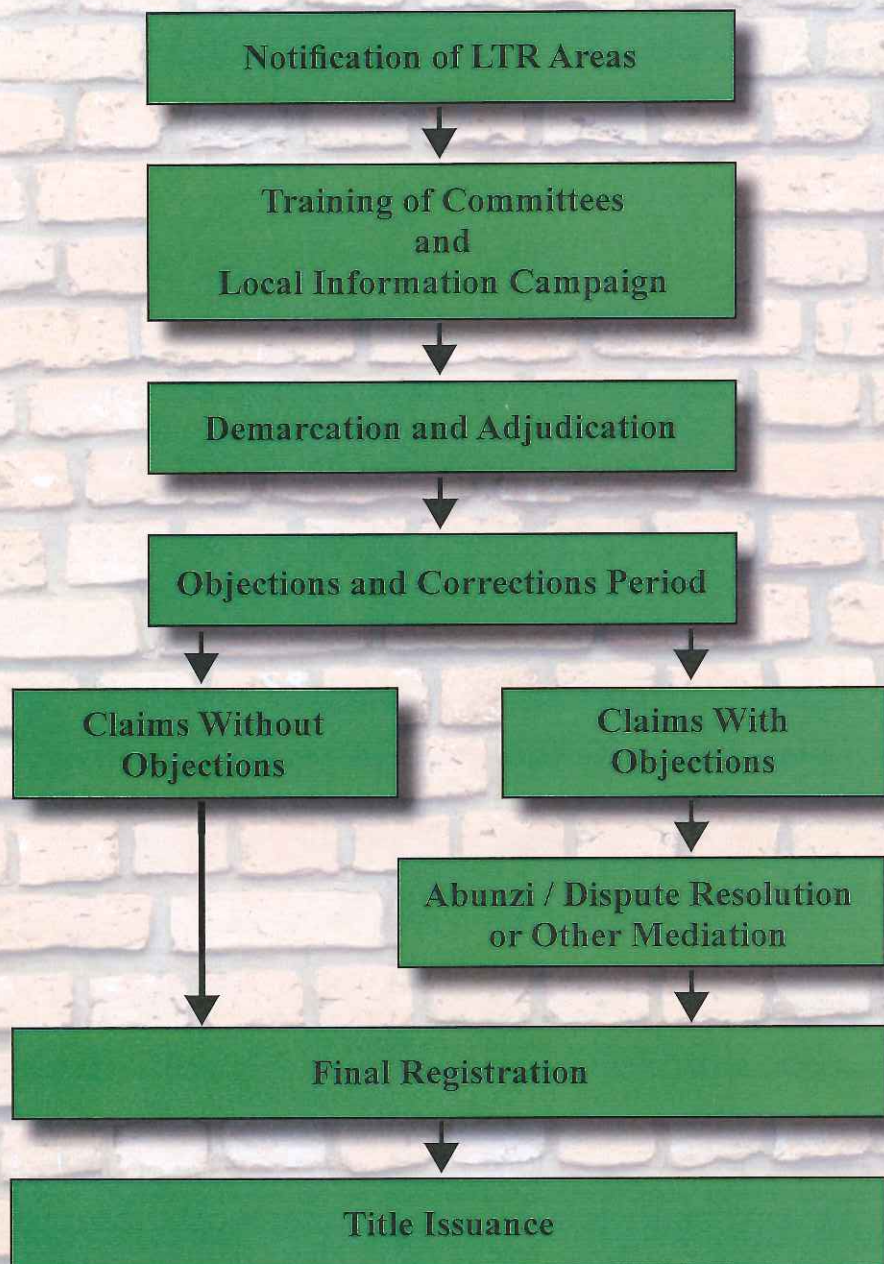 Notification of LTR Areas
Training of Committees
and
Local Information Campaign
Demarcation and Adjudication
Objections and Corrections Period
Claims Without
Objections
Claims With
Objections
Abunzi / Dispute Resolution
or Other Mediation
Final Registration
Title Issuance